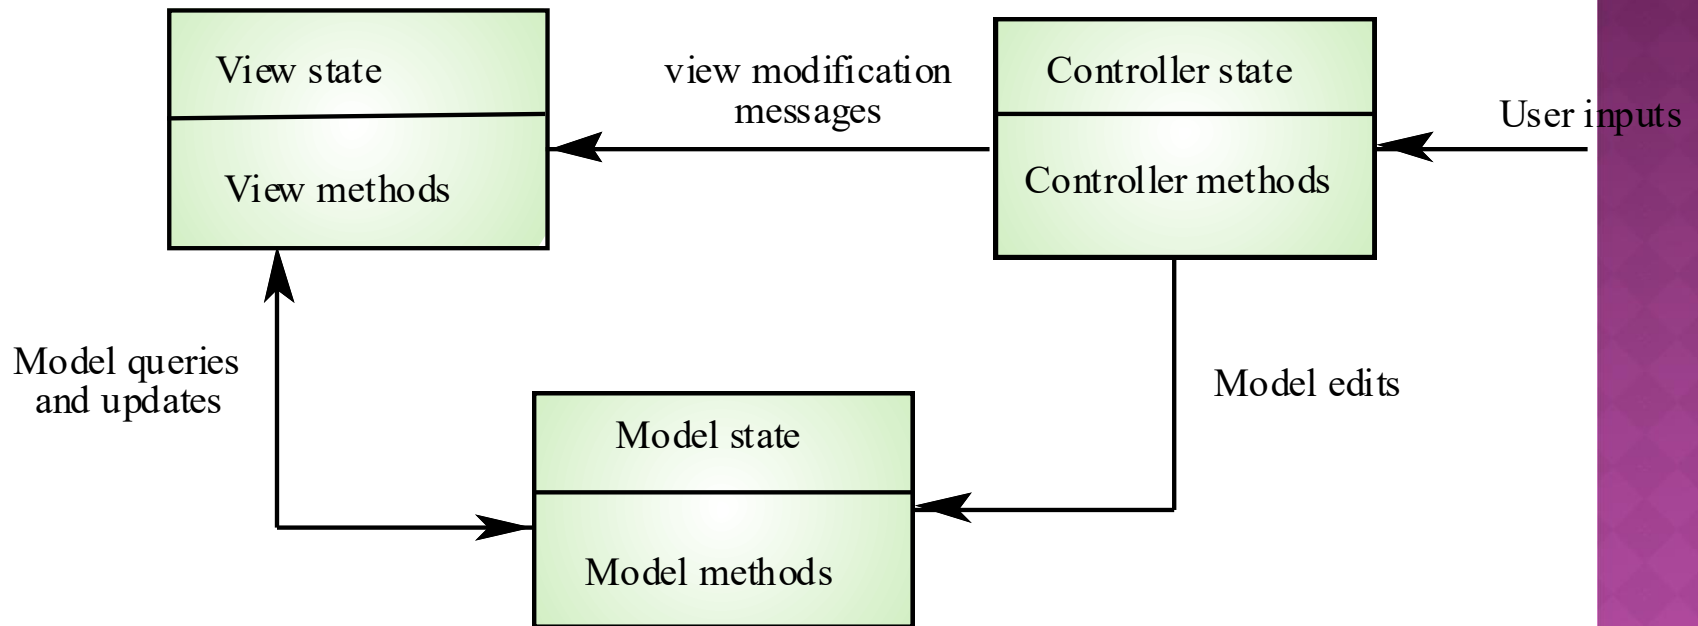 View state
View methods
view modification
messages
Controller state
Controller methods
User inputs
Model queries
and updates
Model state
Model methods
Model edits